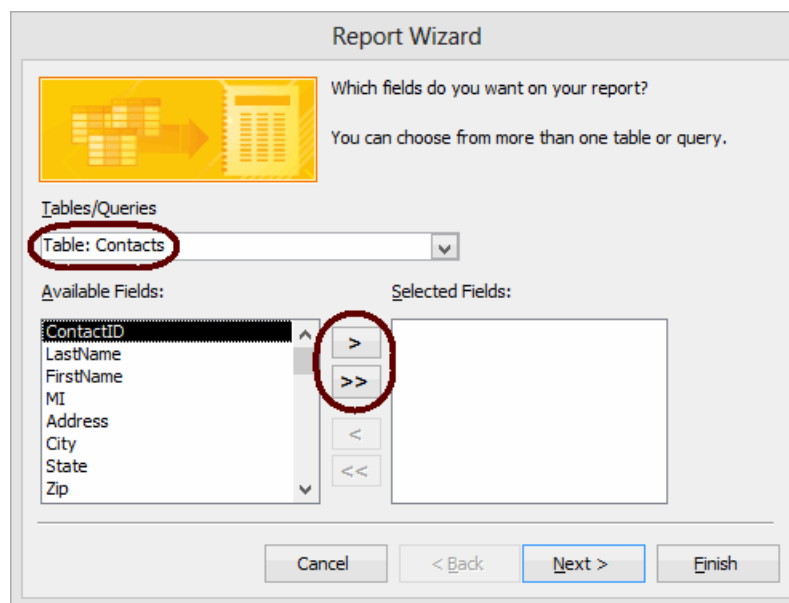 Report Wizard
Which fields do you want on your report?
You can choose from more than one table or query.
Tables/Queries
Table: Contacts
Available Fields:
Selected Fields:
ContactID
LastName
FirstName
MI
Address
City
State
Zip
>
>>
<
<<
Cancel
< Back
Next >
Finish